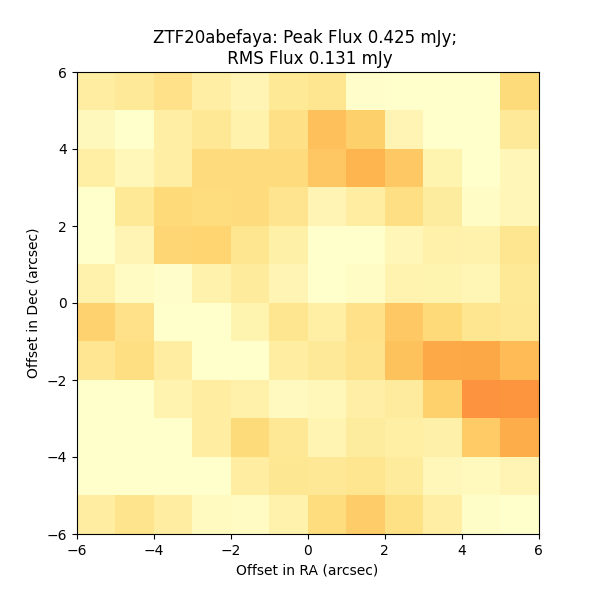 ZTF20abefaya: Peak Flux 0.425 mJy;
RMS Flux 0.131 mJy
6
4
2
0
−2
−4
−6
Offset in Dec (arcsec)
−6 −4 −2 0 2 4 6
Offset in RA (arcsec)